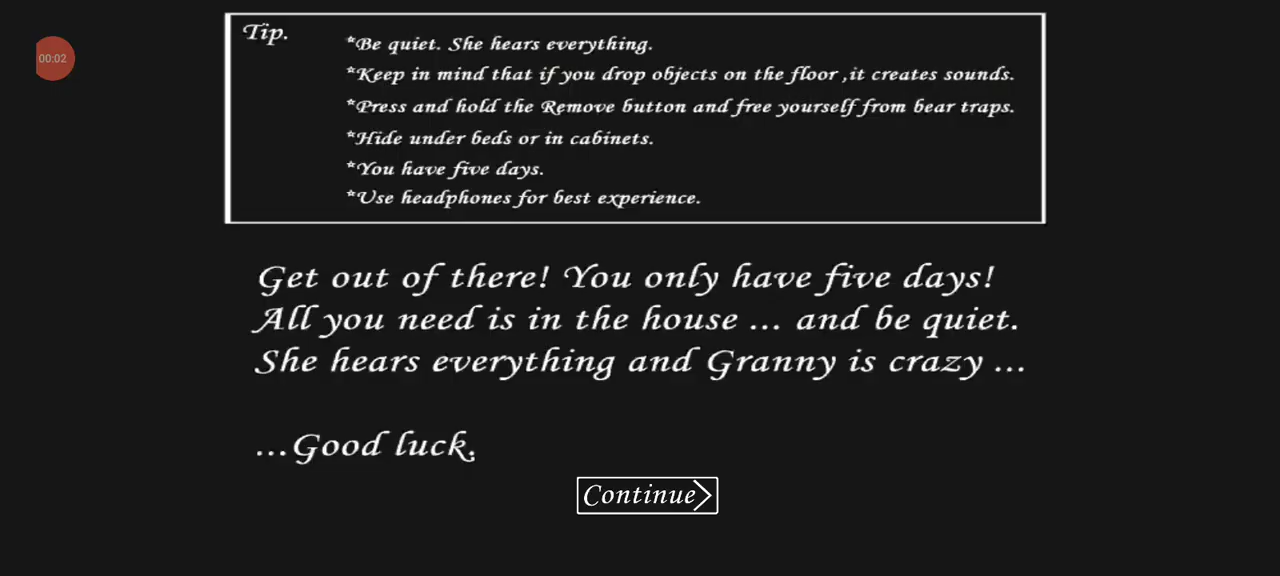 Tip.
*Be quiet. She hears everything.
00:02
*Keep in mind that if you drop objects on the floor ,it creates sounds.
*Press and hold the Remove button and free yourself from bear traps.
*Hide under beds or in cabinets.
*You have five days.
*Use headphones for best experience.
Get out of there! You only have five days!
All you need is in the house ... and be quiet.
She hears everything and Granny is crazy ...
...Good luck.
Continue